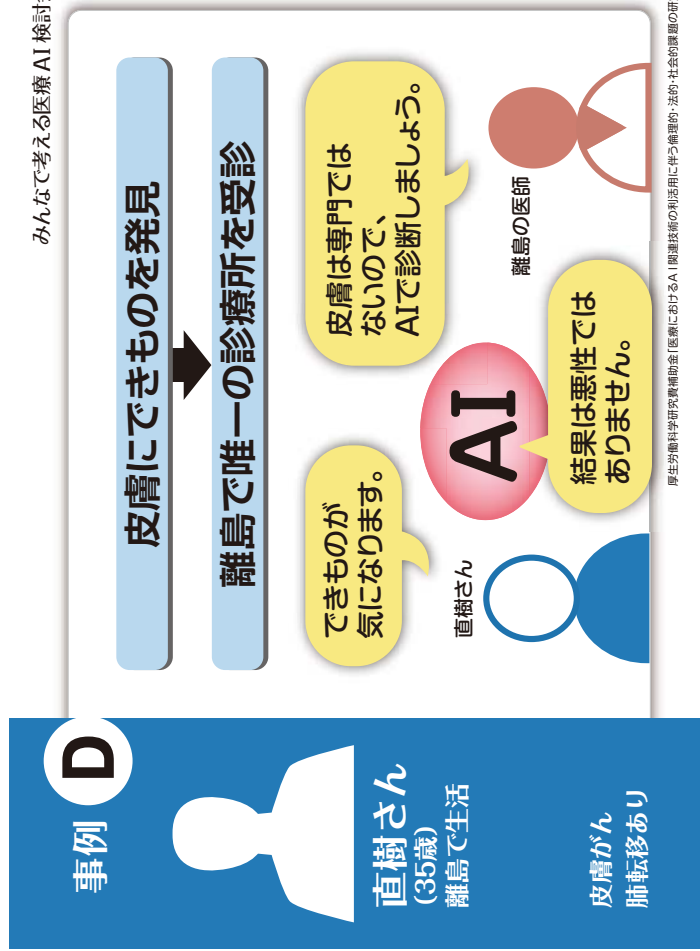 みんなで考える医療AI検討
事例 D
直樹さん
(35歳)
離島で生活
皮膚がん
肺転移あり
皮膚にできものを発見
離島で唯一の診療所を受診
できものが
気になります。
皮膚は専門では
ないので、
AIで診断しましょう。
直樹さん
AI
離島の医師
結果は悪性では
ありません。
厚生労働科学研究費補助金「医療におけるAI関連技術の利活用に伴う倫理的・法的・社会的課題の研